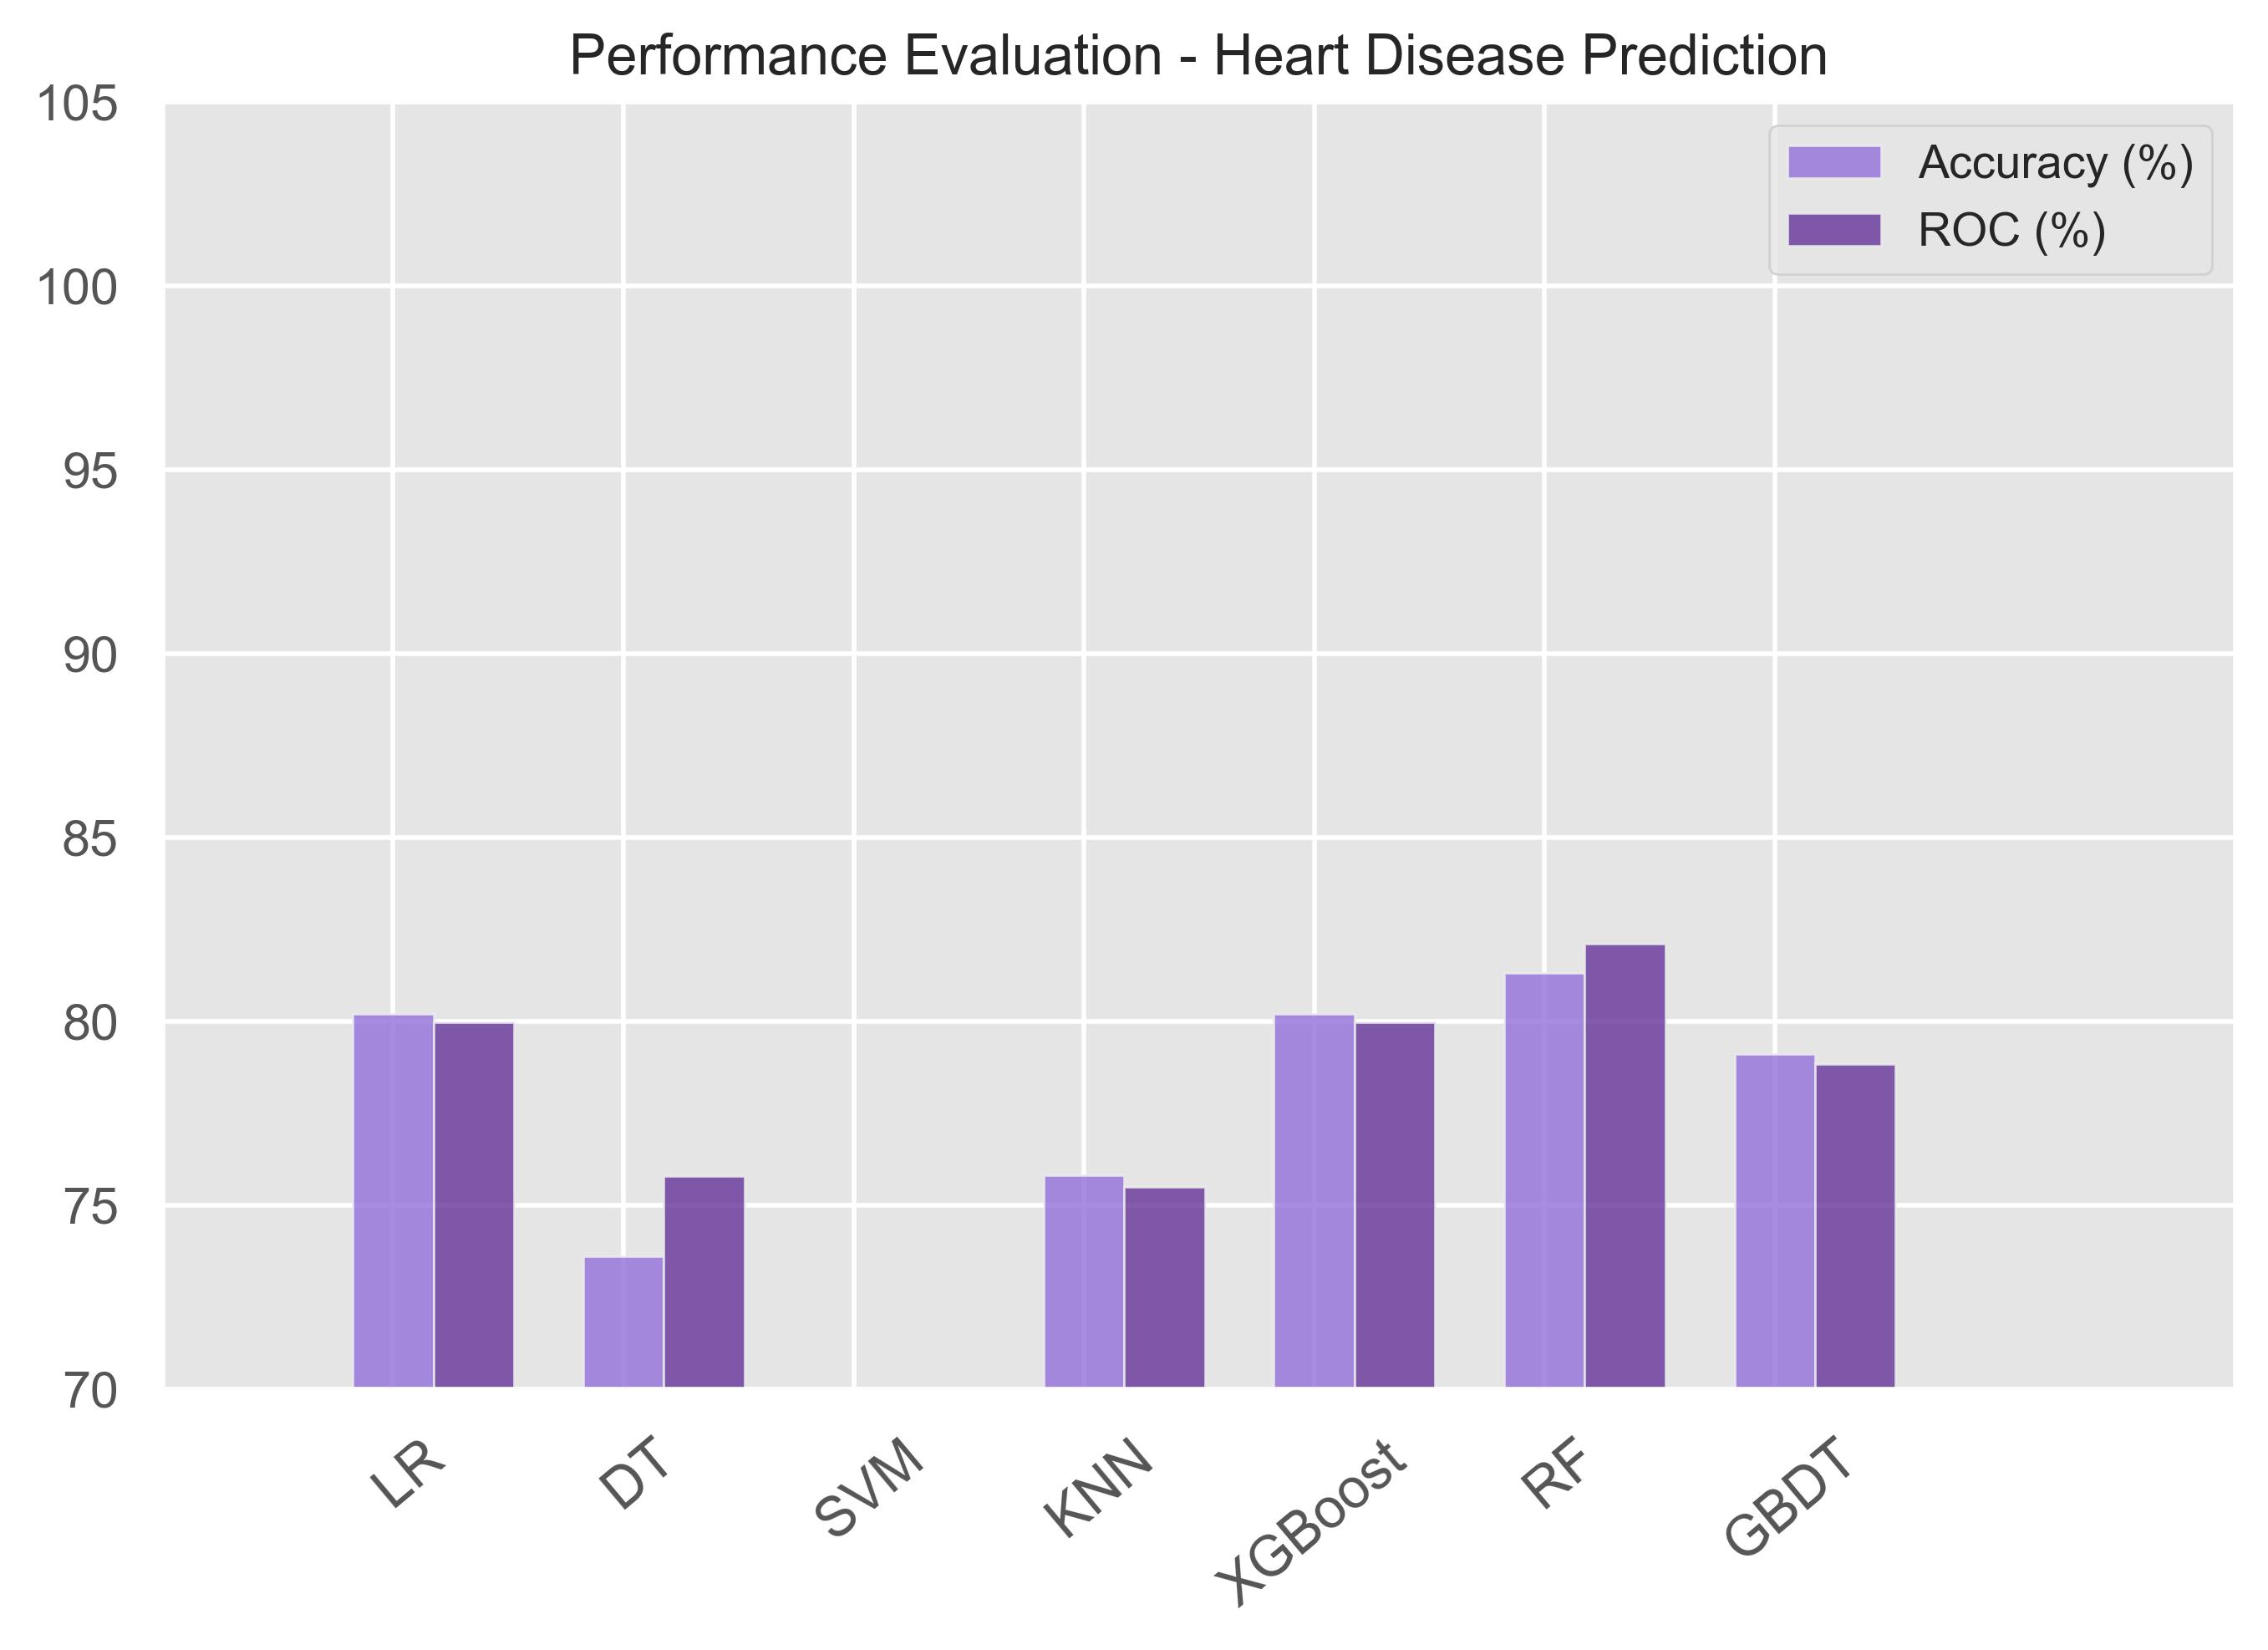 Performance Evaluation - Heart Disease Prediction
Accuracy (%)
ROC (%)
105
100
95
90
85
80
75
70
LR
DT
SVM
KNN
XGBoost
RF
GBDT